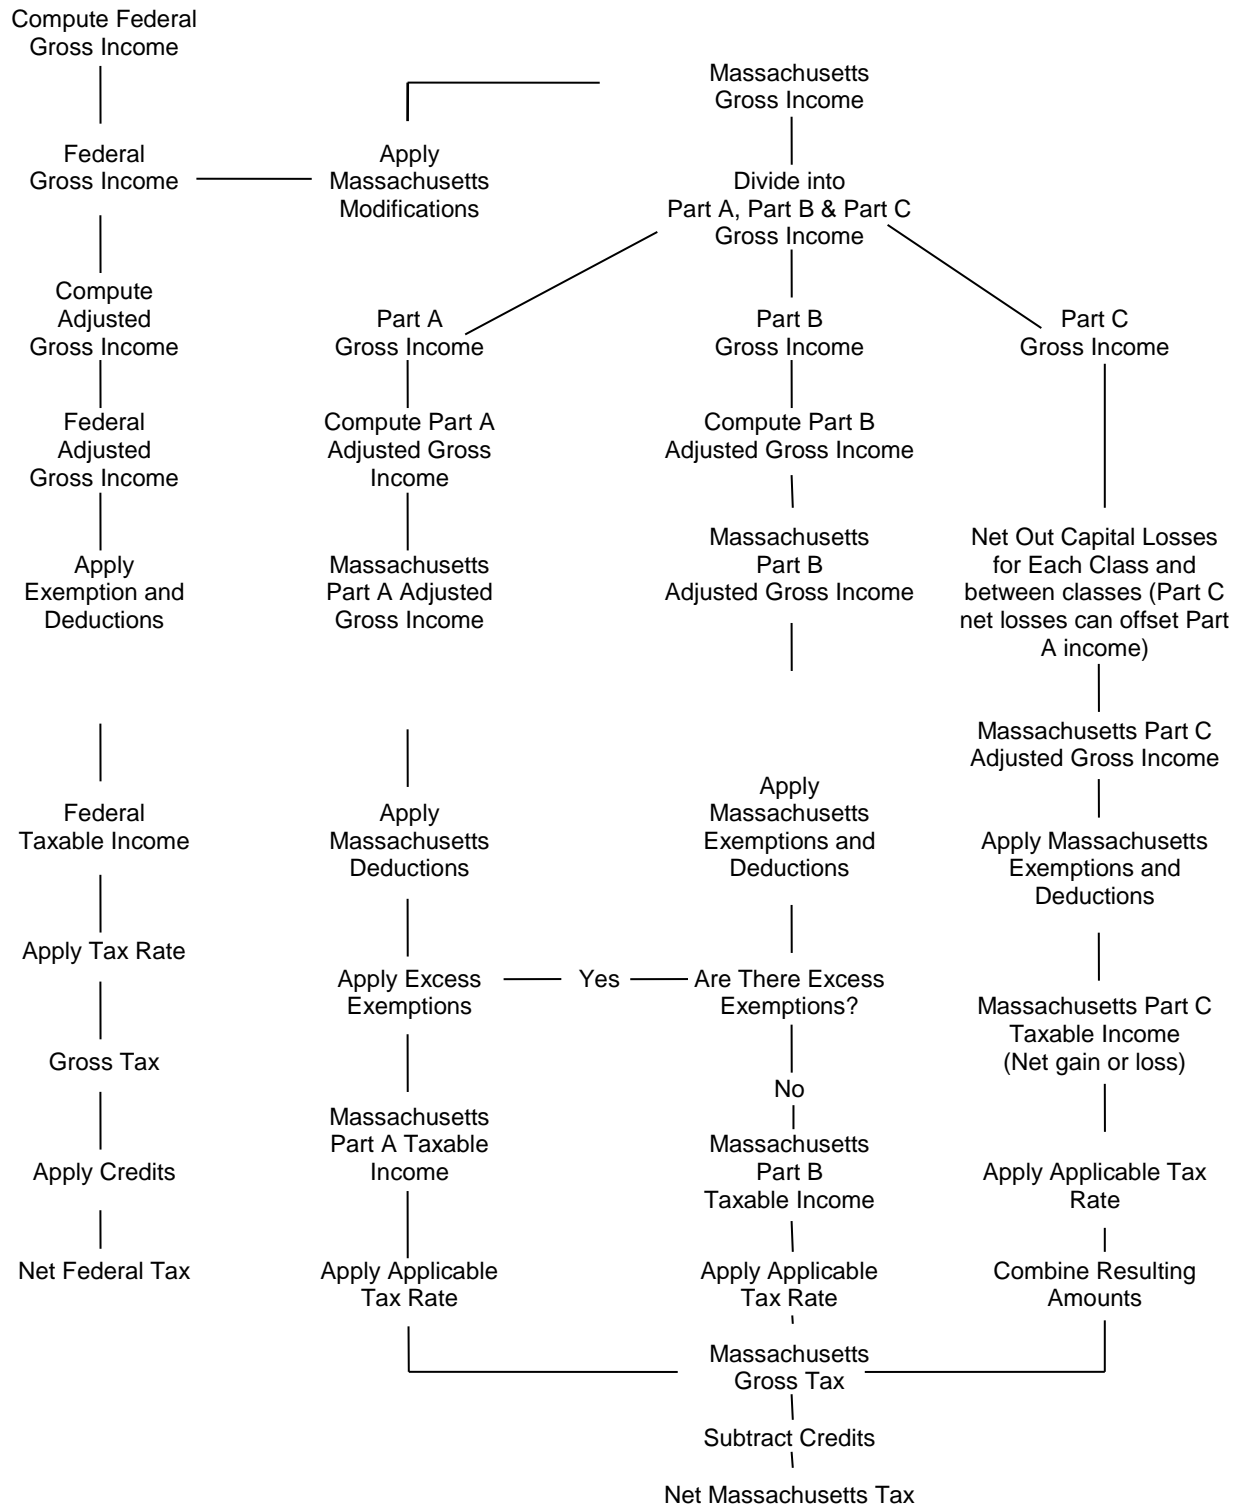 Compute Federal
Gross Income
Massachusetts
Gross Income
Federal
Gross Income
Apply
Massachusetts
Modifications
Divide into
Part A, Part B & Part C
Gross Income
Compute
Adjusted
Gross Income
Part A
Gross Income
Part B
Gross Income
Part C
Gross Income
Federal
Adjusted
Gross Income
Compute Part A
Adjusted Gross
Income
Compute Part B
Adjusted Gross Income
Apply
Exemption and
Deductions
Massachusetts
Part A Adjusted
Gross Income
Massachusetts
Part B
Adjusted Gross Income
Net Out Capital Losses
for Each Class and
between classes (Part C
net losses can offset Part
A income)
Massachusetts Part C
Adjusted Gross Income
Federal
Taxable Income
Apply
Massachusetts
Deductions
Apply
Massachusetts
Exemptions and
Deductions
Apply Massachusetts
Exemptions and
Deductions
Apply Tax Rate
Apply Excess
Exemptions
Yes
Are There Excess
Exemptions?
Massachusetts Part C
Taxable Income
(Net gain or loss)
Gross Tax
No
Massachusetts
Part A Taxable
Income
Massachusetts
Part B
Taxable Income
Apply Credits
Apply Applicable Tax
Rate
Net Federal Tax
Apply Applicable
Tax Rate
Apply Applicable
Tax Rate
Combine Resulting
Amounts
Massachusetts
Gross Tax
Subtract Credits
Net Massachusetts Tax